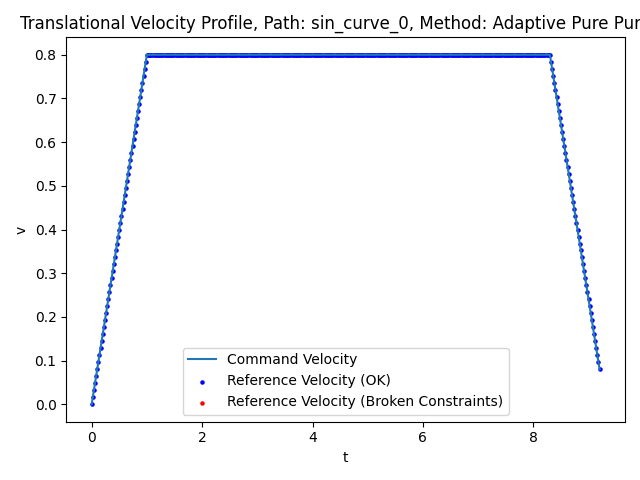 Translational Velocity Profile, Path: sin_curve_0, Method: Adaptive Pure Pur
0.8
0.7
0.6
0.5
0.4
0.3
0.2
0.1
0.0
v
Command Velocity
Reference Velocity (OK)
Reference Velocity (Broken Constraints)
0 2 4 6 8
t